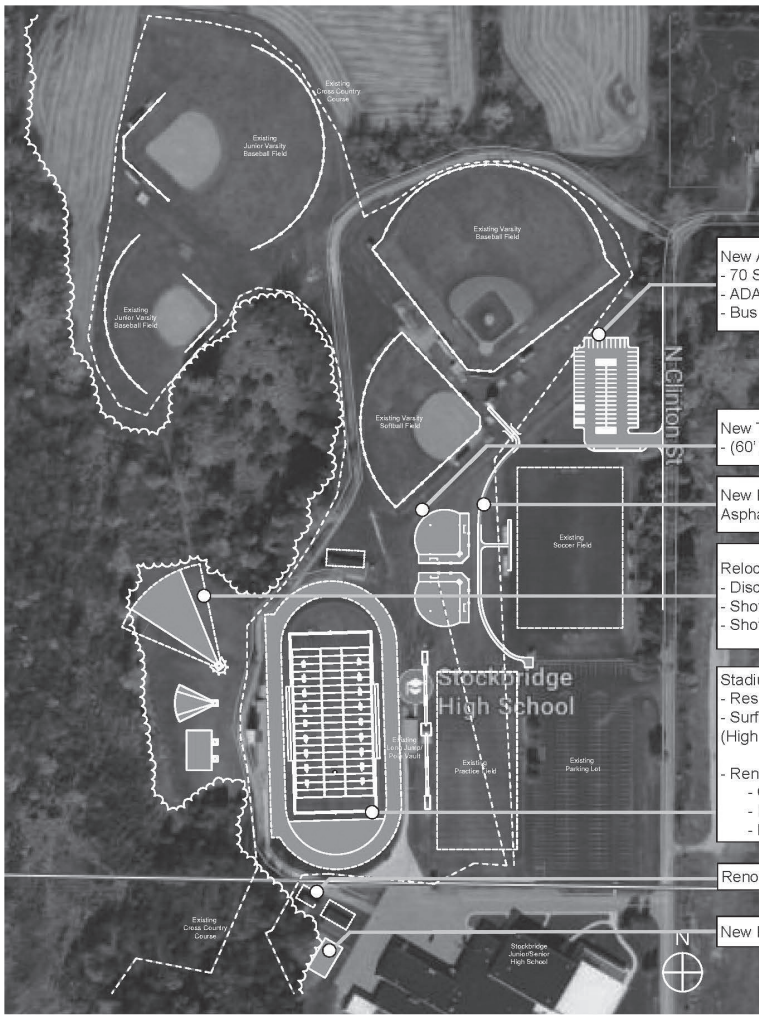 Existing
Cross Country
Course
Existing
Junior Varsity
Baseball Field
Existing Varsity
Baseball Field
New A
- 70 S
- ADA
- Bus
Existing
Junior Varsity
Baseball Field
N Clinton St
Existing Varsity
Softball Field
New T
- (60'
New
Aspha
Existing
Soccer Field
Reloc
- Disc
- Shot
- Shot
Stockbridge
High School
Stadiu
- Res
- Surf
(High
- Ren
Existing
Long Jump/
Pole Vault
Existing
Practice Field
Existing
Parking Lot
Reno
Existing
Cross Country
Course
New
Stockbridge
Junior/Senior
High School
N